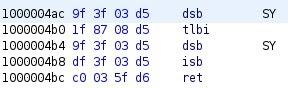 1000004ac 9f 3f 03 d5 dsb SY
1000004b0 1f 87 08 d5 tlbi
1000004b4 9f 3f 03 d5 dsb SY
1000004b8 df 3f 03 d5 isb
1000004bc c0 03 5f d6 ret